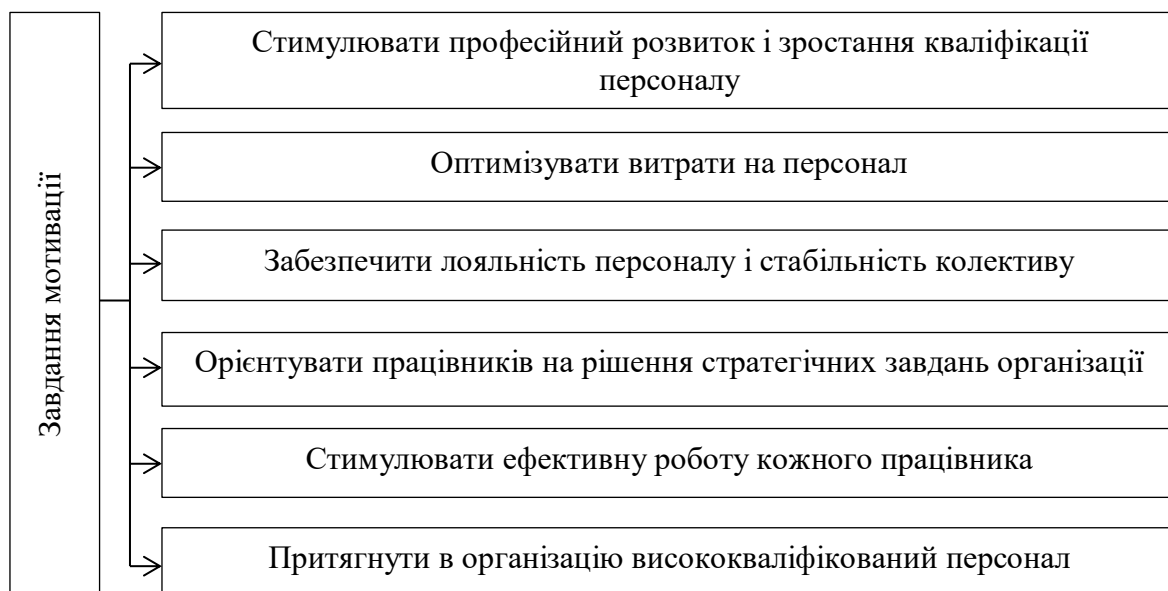 Завдання мотивації
Стимулювати професійний розвиток і зростання кваліфікації
персоналу
Оптимізувати витрати на персонал
Забезпечити лояльність персоналу і стабільність колективу
Орієнтувати працівників на рішення стратегічних завдань організації
Стимулювати ефективну роботу кожного працівника
Притягнути в організацію висококваліфікований персонал